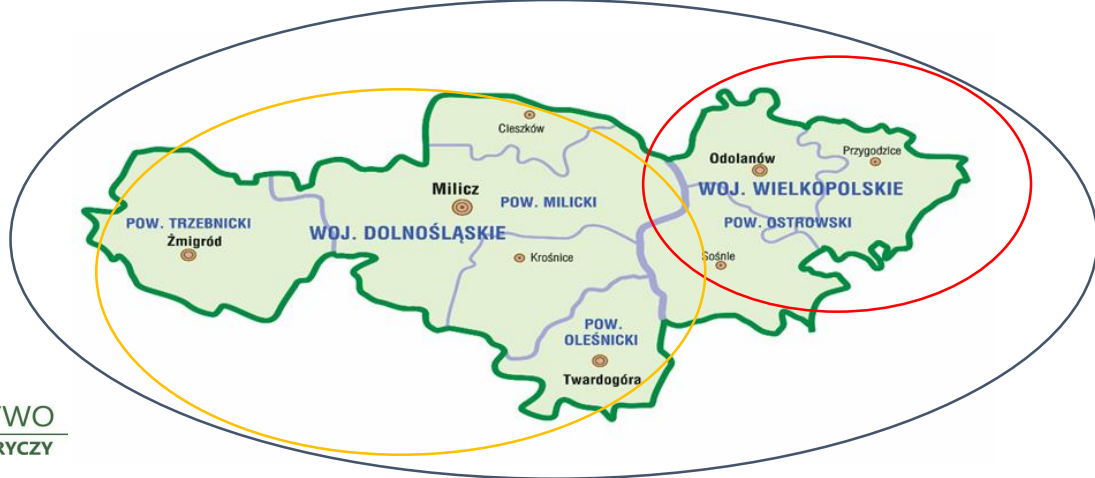 Cieszków
Odolanów
Przygodzice
Milicz
WOJ. WIELKOPOLSKIE
POW. MILICKI
POW. TRZEBNICKI
POW. OSTROWSKI
Żmigród
WOJ. DOLNOŚLĄSKIE
Krośnice
Sośnie
POW.
OLEŚNICKI
Twardogóra
TWO
RYCZY